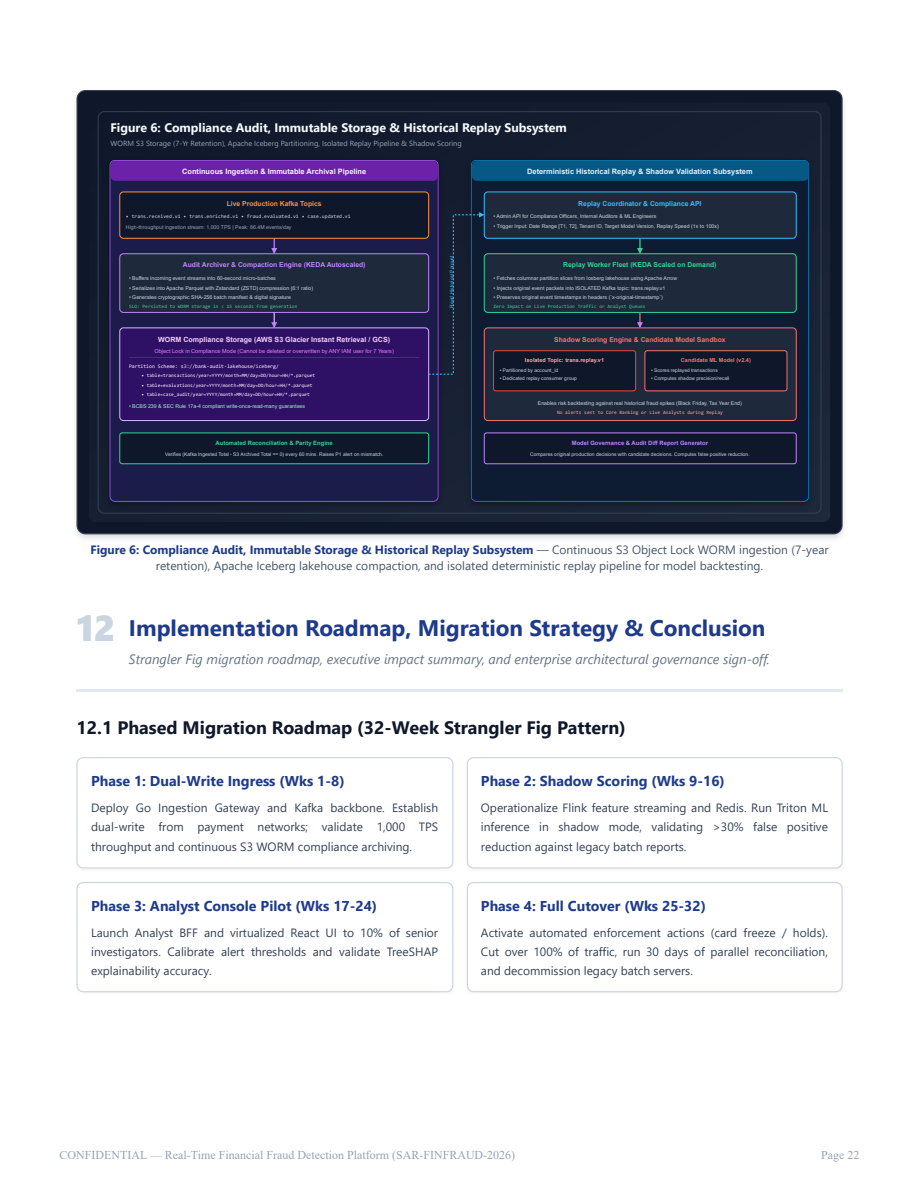 Figure 6: Compliance Audit, Immutable Storage & Historical Replay Subsystem
WORM S3 Storage (7-Yr Retention), Apache Iceberg Partitioning, Isolated Replay Pipeline & Shadow Scoring
Continuous Ingestion & Immutable Archival Pipeline
Live Production Kafka Topics
• trans.received.v1 • trans.enriched.v1 • fraud.evaluated.v1 • case.updated.v1
High-throughput ingestion stream: 1,000 TPS | Peak: 86.4M events/day
Audit Archiver & Compaction Engine (KEDA Autoscaled)
• Buffers incoming event streams into 60-second micro-batches
• Serializes into Apache Parquet with Zstandard (ZSTD) compression (6:1 ratio)
• Generates cryptographic SHA-256 batch manifest & digital signature
SLO: Persisted to WORM storage in < 15 seconds from generation
WORM Compliance Storage (AWS S3 Glacier Instant Retrieval / GCS)
Object Lock in Compliance Mode (Cannot be deleted or overwritten by ANY IAM user for 7 Years)
Partition Scheme: s3://bank-audit-lakehouse/iceberg/
• table=transactions/year=YYYY/month=MM/day=DD/hour=HH/*.parquet
• table=evaluations/year=YYYY/month=MM/day=DD/hour=HH/*.parquet
• table=case_audit/year=YYYY/month=MM/day=DD/hour=HH/*.parquet
• BCBS 239 & SEC Rule 17a-4 compliant write-once-read-many guarantees
Automated Reconciliation & Parity Engine
Verifies (Kafka Ingested Total - S3 Archived Total == 0) every 60 mins. Raises P1 alert on mismatch.
Deterministic Historical Replay & Shadow Validation Subsystem
Replay Coordinator & Compliance API
• Admin API for Compliance Officers, Internal Auditors & ML Engineers
• Trigger Input: Date Range [T1, T2], Tenant ID, Target Model Version, Replay Speed (1x to 100x)
Replay Worker Fleet (KEDA Scaled on Demand)
• Fetches columnar partition slices from Iceberg lakehouse using Apache Arrow
• Injects original event packets into ISOLATED Kafka topic: trans.replay.v1
• Preserves original event timestamps in headers (`x-original-timestamp`)
Zero Impact on Live Production Traffic or Analyst Queues
Shadow Scoring Engine & Candidate Model Sandbox
Isolated Topic: trans.replay.v1
• Partitioned by account_id
• Dedicated replay consumer group
Candidate ML Model (v2.4)
• Scores replayed transactions
• Computes shadow precision/recall
Enables risk backtesting against real historical fraud spikes (Black Friday, Tax Year End)
No alerts sent to Core Banking or Live Analysts during Replay
Model Governance & Audit Diff Report Generator
Compares original production decisions with candidate decisions. Computes false positive reduction.
Figure 6: Compliance Audit, Immutable Storage & Historical Replay Subsystem — Continuous S3 Object Lock WORM ingestion (7-year
retention), Apache Iceberg lakehouse compaction, and isolated deterministic replay pipeline for model backtesting.
12 Implementation Roadmap, Migration Strategy & Conclusion
Strangler Fig migration roadmap, executive impact summary, and enterprise architectural governance sign-off.
12.1 Phased Migration Roadmap (32-Week Strangler Fig Pattern)
Phase 1: Dual-Write Ingress (Wks 1-8)
Deploy Go Ingestion Gateway and Kafka backbone. Establish
dual-write from payment networks; validate 1,000 TPS
throughput and continuous S3 WORM compliance archiving.
Phase 2: Shadow Scoring (Wks 9-16)
Operationalize Flink feature streaming and Redis. Run Triton ML
inference in shadow mode, validating >30% false positive
reduction against legacy batch reports.
Phase 3: Analyst Console Pilot (Wks 17-24)
Launch Analyst BFF and virtualized React UI to 10% of senior
investigators. Calibrate alert thresholds and validate TreeSHAP
explainability accuracy.
Phase 4: Full Cutover (Wks 25-32)
Activate automated enforcement actions (card freeze / holds).
Cut over 100% of traffic, run 30 days of parallel reconciliation,
and decommission legacy batch servers.
CONFIDENTIAL — Real-Time Financial Fraud Detection Platform (SAR-FINFRAUD-2026)
Page 22